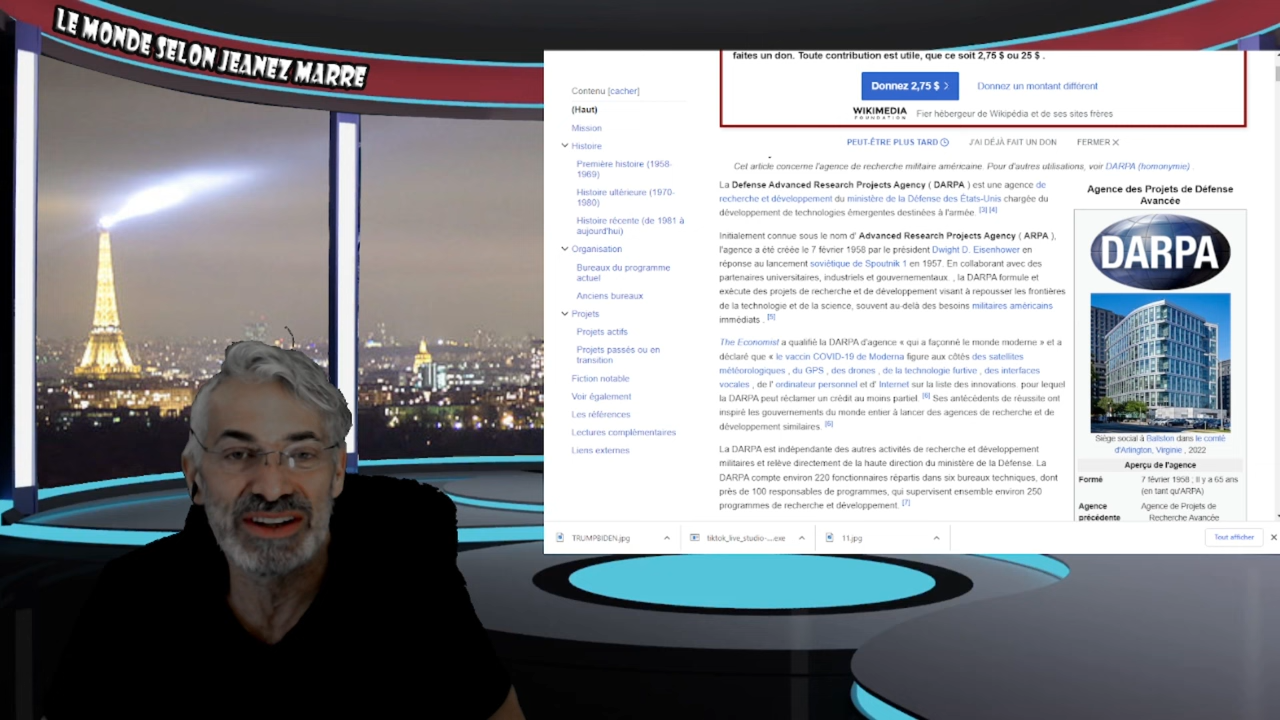 LE MONDE SELON JEANEZ MARRE
faites un don. Toute contribution est utile, que ce soit 2,75 $ ou 25 $ .
Donnez 2,75 $
Donnez un montant différent
WIKIMEDIA
FOUNDATION
Fier hébergeur de Wikipédia et de ses sites frères
PEUT-ÊTRE PLUS TARD
J'AI DÉJÀ FAIT UN DON
FERMER
Contenu [cacher]
(Haut)
Mission
Histoire
Première histoire (1958-
1969)
Histoire ultérieure (1970-
1980)
Histoire récente (de 1981 à
aujourd'hui)
Organisation
Bureaux du programme
actuel
Anciens bureaux
Projets
Projets actifs
Projets passés ou en
transition
Fiction notable
Voir également
Les références
Lectures complémentaires
Liens externes
Cet article concerne l'agence de recherche militaire américaine. Pour d'autres utilisations, voir DARPA (homonymie) .
La Defense Advanced Research Projects Agency ( DARPA ) est une agence de
recherche et développement du ministère de la Défense des États-Unis chargée du
développement de technologies émergentes destinées à l'armée. [3] [4]
Initialement connue sous le nom d' Advanced Research Projects Agency ( ARPA ),
l'agence a été créée le 7 février 1958 par le président Dwight D. Eisenhower en
réponse au lancement soviétique de Spoutnik 1 en 1957. En collaborant avec des
partenaires universitaires, industriels et gouvernementaux. , la DARPA formule et
exécute des projets de recherche et de développement visant à repousser les frontières
de la technologie et de la science, souvent au-delà des besoins militaires américains
immédiats . [5]
The Economist a qualifié la DARPA d'agence « qui a façonné le monde moderne » et a
déclaré que « le vaccin COVID-19 de Moderna figure aux côtés des satellites
météorologiques , du GPS , des drones , de la technologie furtive , des interfaces
vocales , de l' ordinateur personnel et d' Internet sur la liste des innovations. pour lequel
la DARPA peut réclamer un crédit au moins partiel. [6] Ses antécédents de réussite ont
inspiré les gouvernements du monde entier à lancer des agences de recherche et de
développement similaires. [6]
La DARPA est indépendante des autres activités de recherche et développement
militaires et relève directement de la haute direction du ministère de la Défense. La
DARPA compte environ 220 fonctionnaires répartis dans six bureaux techniques, dont
près de 100 responsables de programmes, qui supervisent ensemble environ 250
programmes de recherche et développement. [7]
Agence des Projets de Défense
Avancée
DARPA
Siège social à Ballston dans le comté
d'Arlington, Virginie , 2022
Aperçu de l'agence
Formé 7 février 1958 ; Il y a 65 ans
(en tant qu'ARPA)
Agence Agence de Projets de
précédente Recherche Avancée
TRUMPBIDEN.jpg
tiktok_live_studio-....exe
11.jpg
Tout afficher